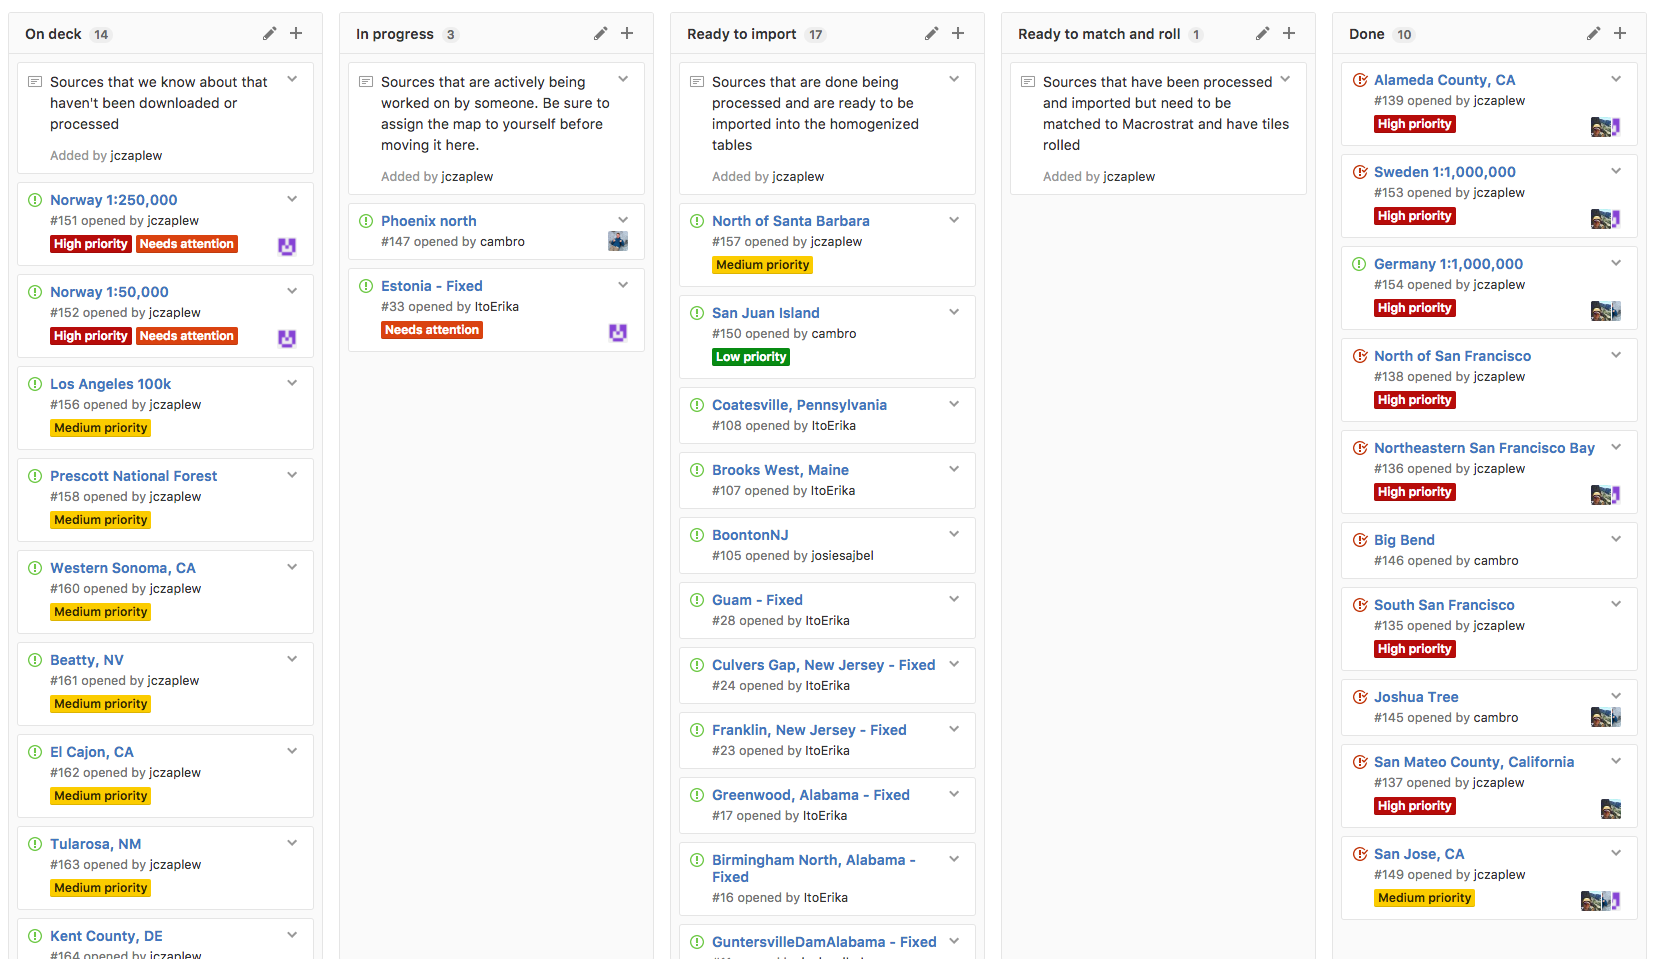 On deck 14
Sources that we know about that
haven't been downloaded or
processed
Added by jczaplew
Norway 1:250,000
#151 opened by jczaplew
High priority Needs attention
Norway 1:50,000
#152 opened by jczaplew
High priority Needs attention
Los Angeles 100k
#156 opened by jczaplew
Medium priority
Prescott National Forest
#158 opened by jczaplew
Medium priority
Western Sonoma, CA
#160 opened by jczaplew
Medium priority
Beatty, NV
#161 opened by jczaplew
Medium priority
El Cajon, CA
#162 opened by jczaplew
Medium priority
Tularosa, NM
#163 opened by jczaplew
Medium priority
Kent County, DE
#164 opened by jczaplew
In progress 3
Sources that are actively being
worked on by someone. Be sure to
assign the map to yourself before
moving it here.
Added by jczaplew
Phoenix north
#147 opened by cambro
Estonia - Fixed
#33 opened by ItoErika
Needs attention
Ready to import 17
Sources that are done being
processed and are ready to be
imported into the homogenized
tables
Added by jczaplew
North of Santa Barbara
#157 opened by jczaplew
Medium priority
San Juan Island
#150 opened by cambro
Low priority
Coatesville, Pennsylvania
#108 opened by ItoErika
Brooks West, Maine
#107 opened by ItoErika
BoontonNJ
#105 opened by josiesajbel
Guam - Fixed
#28 opened by ItoErika
Culvers Gap, New Jersey - Fixed
#24 opened by ItoErika
Franklin, New Jersey - Fixed
#23 opened by ItoErika
Greenwood, Alabama - Fixed
#17 opened by ItoErika
Birmingham North, Alabama -
Fixed
#16 opened by ItoErika
GuntersvilleDamAlabama - Fixed
Ready to match and roll 1
Sources that have been processed
and imported but need to be
matched to Macrostrat and have tiles
rolled
Added by jczaplew
Done 10
Alameda County, CA
#139 opened by jczaplew
High priority
Sweden 1:1,000,000
#153 opened by jczaplew
High priority
Germany 1:1,000,000
#154 opened by jczaplew
High priority
North of San Francisco
#138 opened by jczaplew
High priority
Northeastern San Francisco Bay
#136 opened by jczaplew
High priority
Big Bend
#146 opened by cambro
South San Francisco
#135 opened by jczaplew
High priority
Joshua Tree
#145 opened by cambro
San Mateo County, California
#137 opened by jczaplew
High priority
San Jose, CA
#149 opened by jczaplew
Medium priority